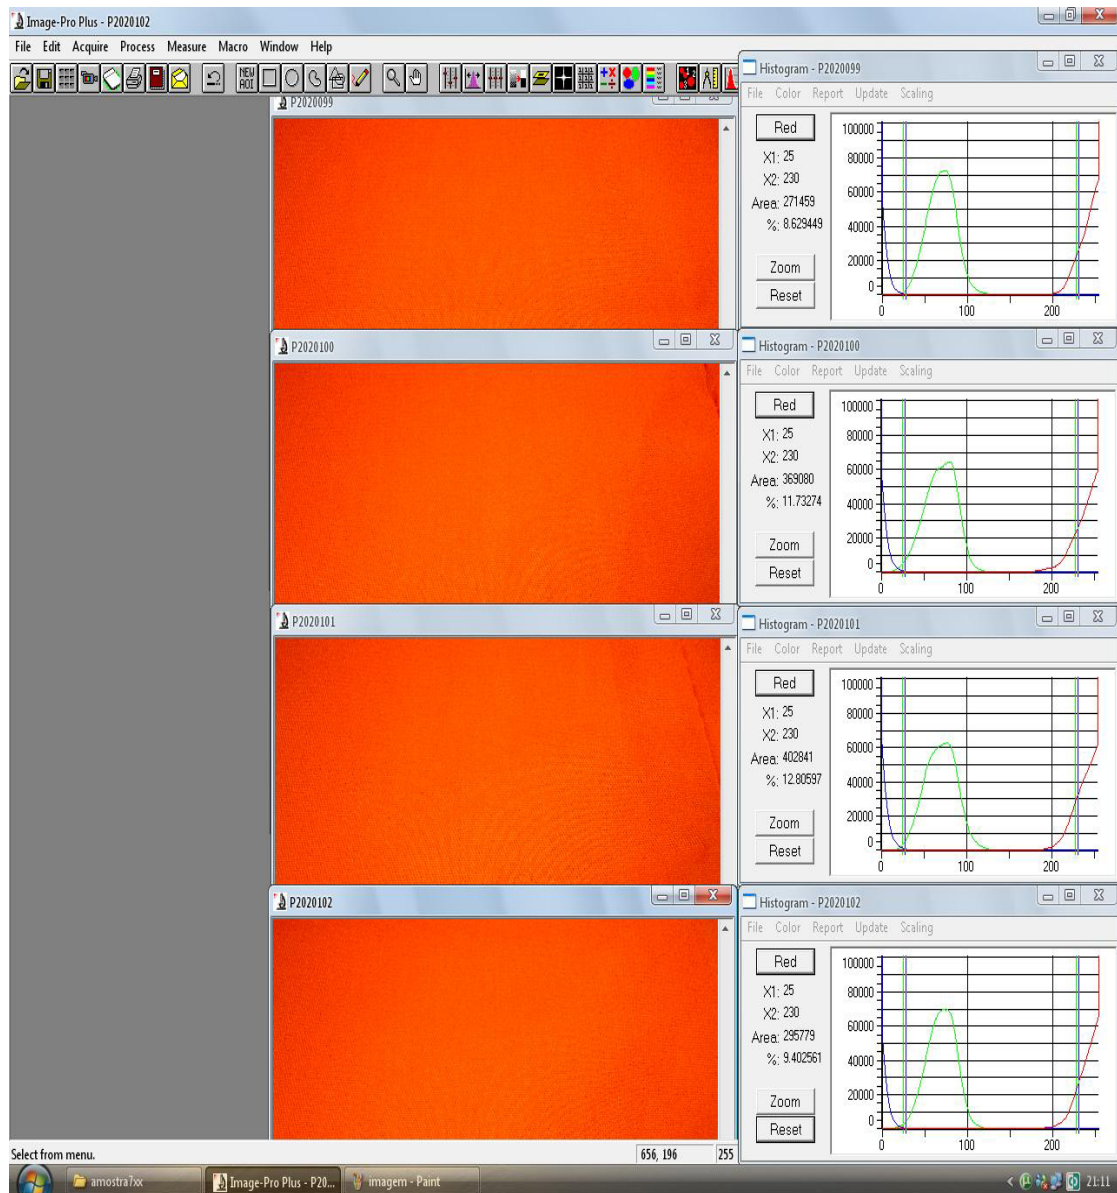 Image-Pro Plus - P2020102
File Edit Acquire Process Measure Macro Window Help
NEW AOI
P2020099
Histogram - P2020099
File Color Report Update Scaling
Red
X1: 25
X2: 230
Area: 271459
%: 8.629449
Zoom
Reset
100000
80000
60000
40000
20000
0
0 100 200
P2020100
Histogram - P2020100
File Color Report Update Scaling
Red
X1: 25
X2: 230
Area: 369080
%: 11.73274
Zoom
Reset
100000
80000
60000
40000
20000
0
0 100 200
P2020101
Histogram - P2020101
File Color Report Update Scaling
Red
X1: 25
X2: 230
Area: 402841
%: 12.80597
Zoom
Reset
100000
80000
60000
40000
20000
0
0 100 200
P2020102
Histogram - P2020102
File Color Report Update Scaling
Red
X1: 25
X2: 230
Area: 295779
%: 9.402561
Zoom
Reset
100000
80000
60000
40000
20000
0
0 100 200
Select from menu. 656, 196 255
amostra7xx Image-Pro Plus - P20... imagem - Paint 21:11